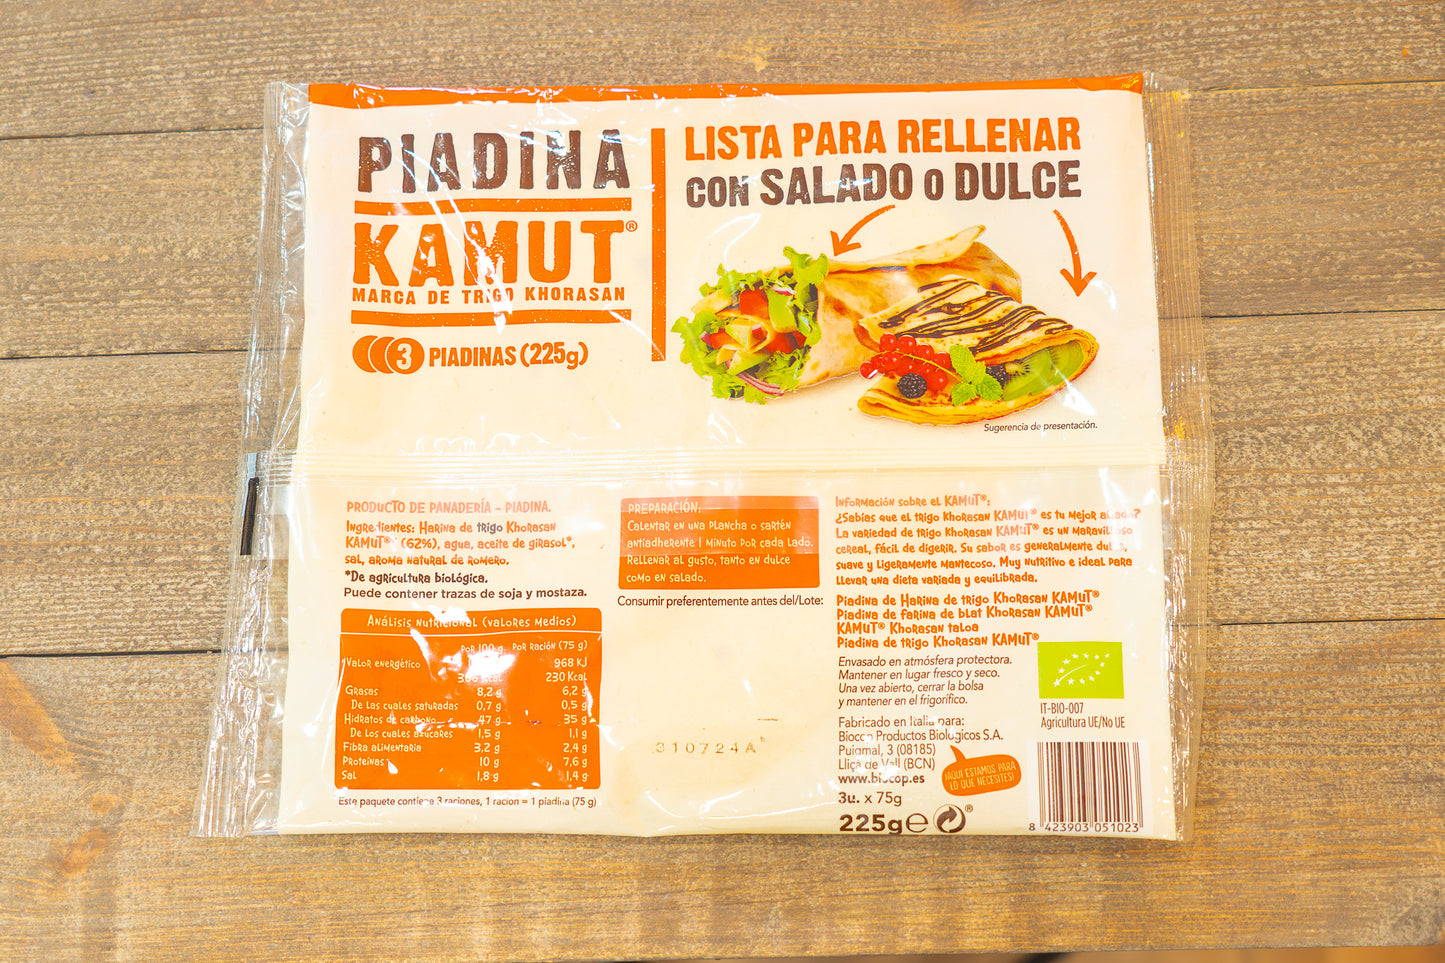 PIADINA
KAMUT®
MARCA DE TRIGO KHORASAN
3 PIADINAS (225g)
LISTA PARA RELLENAR
CON SALADO O DULCE
Sugerencia de presentación.
PRODUCTO DE PANADERÍA - PIADINA.
Ingredientes: Harina de trigo Khorasan
KAMUT®* (62%), agua, aceite de girasol*,
sal, aroma natural de romero.
*De agricultura biológica.
Puede contener trazas de soja y mostaza.
Análisis nutricional (valores medios)
Por 100 g Por ración (75 g)
Valor energético 968 kJ
Kcal 230 Kcal
Grasas 8,2 g 6,2 g
De las cuales saturadas 0,7 g 0,5 g
Hidratos de carbono 47 g 35 g
De los cuales azúcares 1,5 g 1,1 g
Fibra alimentaria 3,2 g 2,4 g
Proteínas 10 g 7,6 g
Sal 1,8 g 1,4 g
Este paquete contiene 3 raciones, 1 racion = 1 piadina (75 g)
PREPARACIÓN.
Calentar en una plancha o sartén
antiadherente 1 minuto por cada lado.
Rellenar al gusto, tanto en dulce
como en salado.
Consumir preferentemente antes del/Lote:
310724A
Información sobre el KAMUT®:
¿Sabías que el trigo Khorasan KAMUT® es tu mejor aliado?
La variedad de trigo Khorasan KAMUT® es un maravilloso
cereal, fácil de digerir. Su sabor es generalmente dulce,
suave y ligeramente mantecoso. Muy nutritivo e ideal para
llevar una dieta variada y equilibrada.
Piadina de Harina de trigo Khorasan KAMUT®
Piadina de farina de blat Khorasan KAMUT®
KAMUT® Khorasan taloa
Piadina de trigo Khorasan KAMUT®
Envasado en atmósfera protectora.
Mantener en lugar fresco y seco.
Una vez abierto, cerrar la bolsa
y mantener en el frigorífico.
Fabricado en Italia para:
Biocop Productos Biologicos S.A.
Puigmal, 3 (08185)
Lliçà de Vall (BCN)
www.biocop.es
¡AQUÍ ESTAMOS PARA
LO QUE NECESITES!
3u. x 75g
225g e ®
IT-BIO-007
Agricultura UE/No UE
8 423903 051023